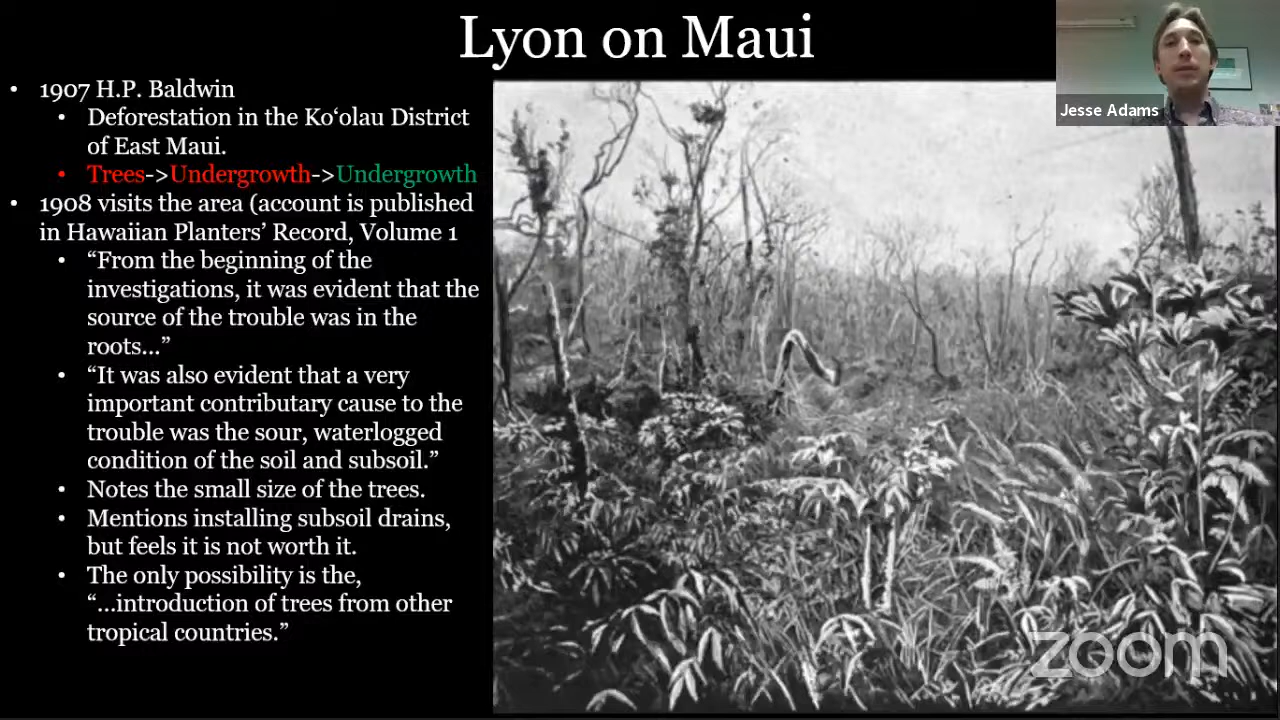 Lyon on Maui
• 1907 H.P. Baldwin
• Deforestation in the Koʻolau District
of East Maui.
• Trees->Undergrowth->Undergrowth
• 1908 visits the area (account is published
in Hawaiian Planters’ Record, Volume 1
• “From the beginning of the
investigations, it was evident that the
source of the trouble was in the
roots…”
• “It was also evident that a very
important contributary cause to the
trouble was the sour, waterlogged
condition of the soil and subsoil.”
• Notes the small size of the trees.
• Mentions installing subsoil drains,
but feels it is not worth it.
• The only possibility is the,
“…introduction of trees from other
tropical countries.”
Jesse Adams
zoom